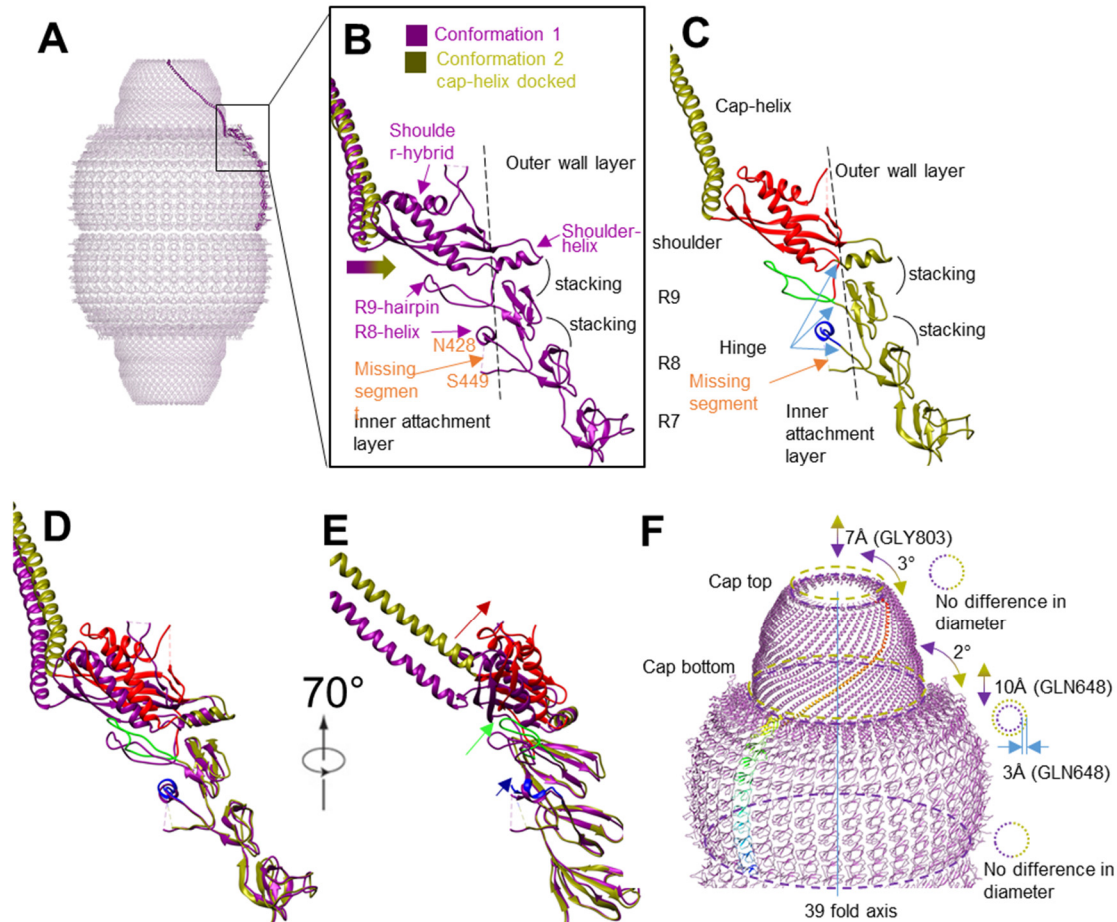 A
B
Conformation 1
Conformation 2
cap-helix docked
Shoulde
r-hybrid
Outer wall layer
Shoulder-
helix
stacking
R9-hairpin
R8-helix
stacking
N428
Missing
segmen
t
S449
Inner attachment
layer
shoulder
R9
R8
R7
C
Cap-helix
Outer wall layer
stacking
stacking
Hinge
Missing
segment
Inner
attachment
layer
D
70°
E
F
7Å (GLY803)
3°
Cap top
No difference in
diameter
2°
Cap bottom
10Å (GLN648)
3Å (GLN648)
No difference in
diameter
39 fold axis